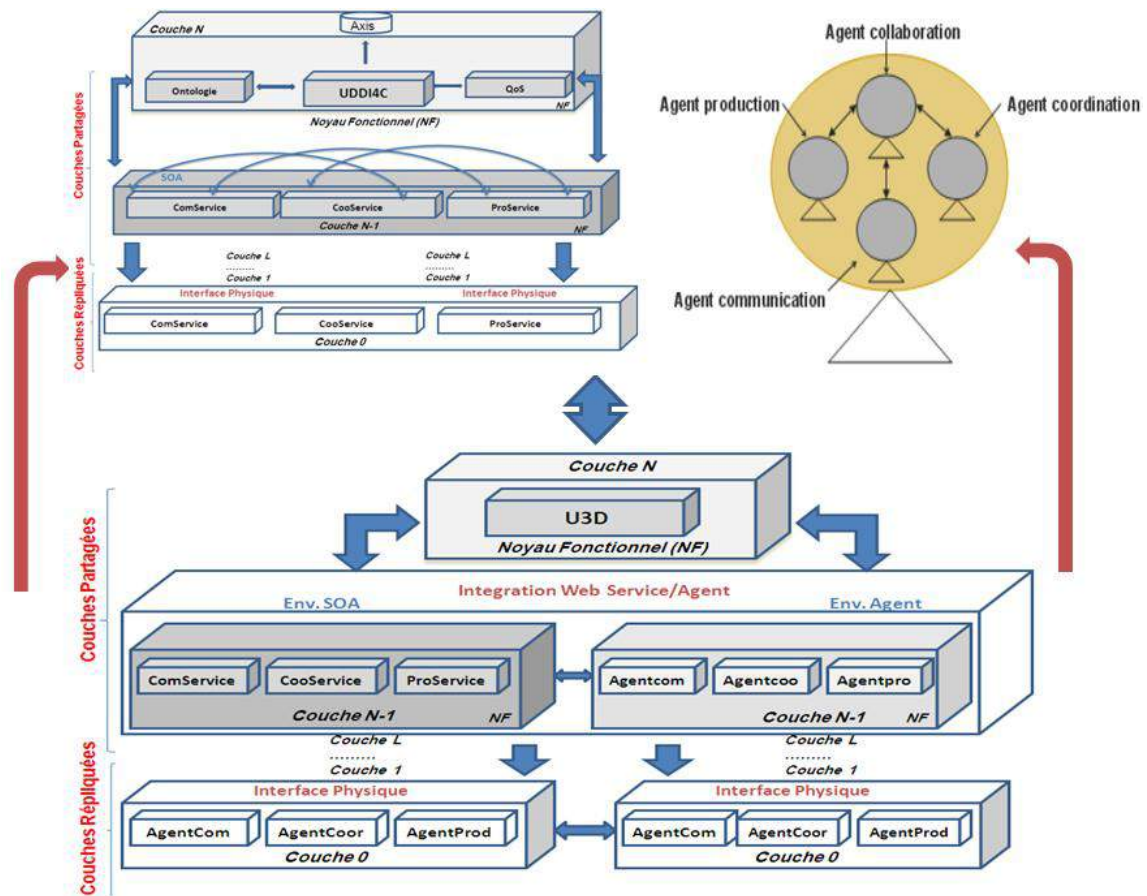 Couche N
Axis
Ontologie
UDDI4C
QoS
NF
Noyau Fonctionnel (NF)
Couches Partagées
SOA
ComService
CooService
ProService
Couche N-1
NF
Couche L
.........
Couche 1
Couche L
.........
Couche 1
Couches Répliquées
Interface Physique
Interface Physique
ComService
CooService
ProService
Couche 0
Agent collaboration
Agent production
Agent coordination
Agent communication
Couche N
U3D
Noyau Fonctionnel (NF)
Couches Partagées
Integration Web Service/Agent
Env. SOA
Env. Agent
ComService
CooService
ProService
Couche N-1
NF
Agentcom
Agentcoo
Agentpro
Couche N-1
NF
Couche L
.........
Couche 1
Couche L
.........
Couche 1
Couches Répliquées
Interface Physique
AgentCom
AgentCoor
AgentProd
Couche 0
Interface Physique
AgentCom
AgentCoor
AgentProd
Couche 0